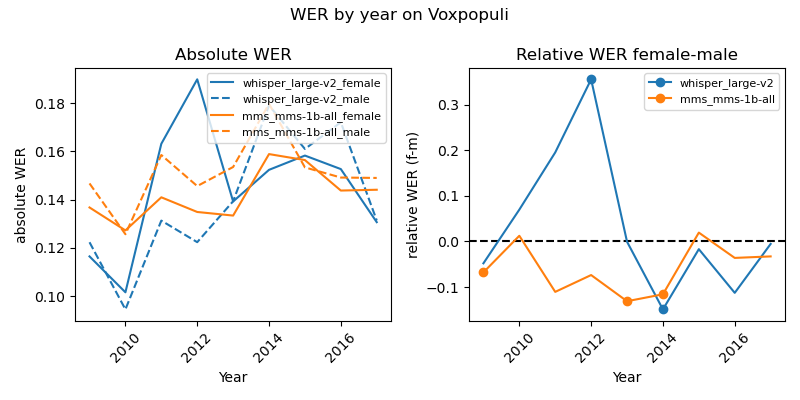 WER by year on Voxpopuli
Absolute WER
whisper_large-v2_female
whisper_large-v2_male
mms_mms-1b-all_female
mms_mms-1b-all_male
absolute WER
0.18
0.16
0.14
0.12
0.10
2010
2012
2014
2016
Year
Relative WER female-male
whisper_large-v2
mms_mms-1b-all
relative WER (f-m)
0.3
0.2
0.1
0.0
−0.1
2010
2012
2014
2016
Year